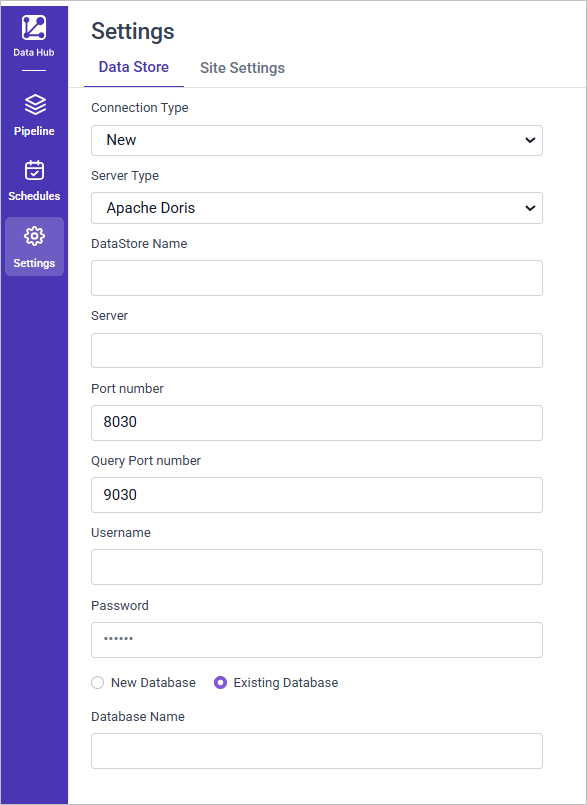 Data Hub
Pipeline
Schedules
Settings
Settings
Data Store Site Settings
Connection Type
New
Server Type
Apache Doris
DataStore Name
Server
Port number
8030
Query Port number
9030
Username
Password
••••••
New Database Existing Database
Database Name